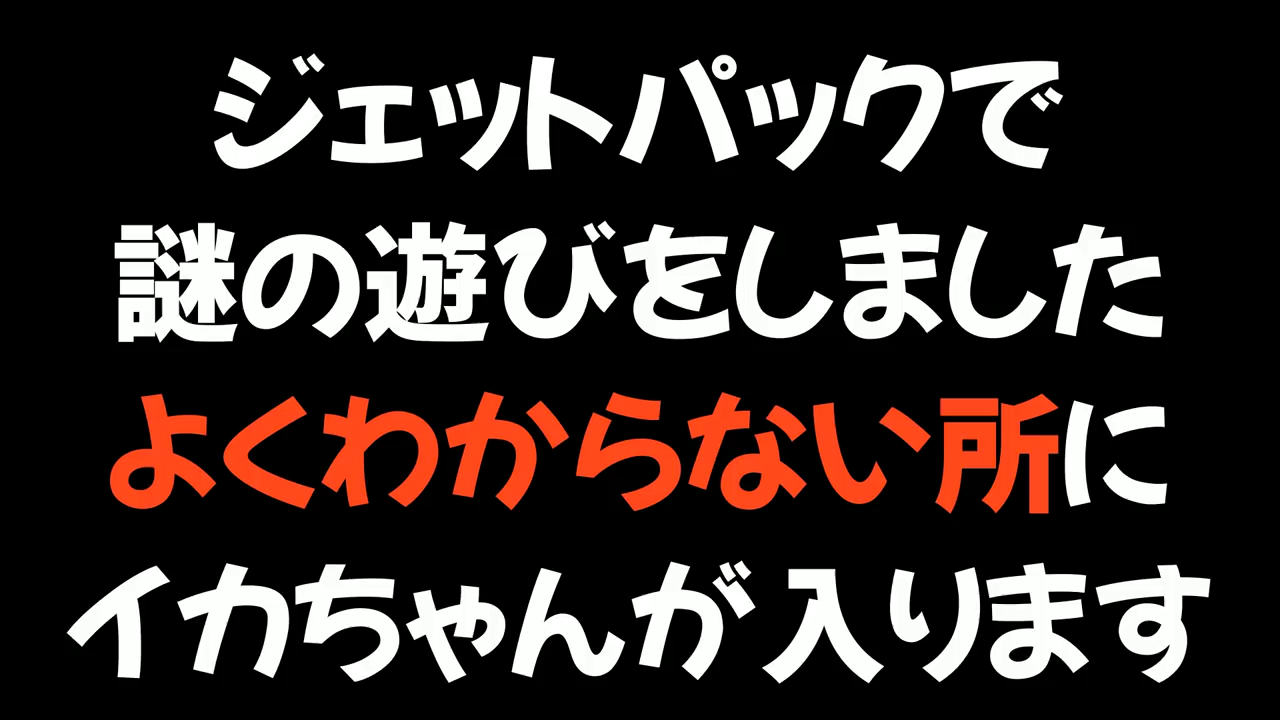 ジェットパックで
謎の遊びをしました
よくわからない所に
イカちゃんが入ります